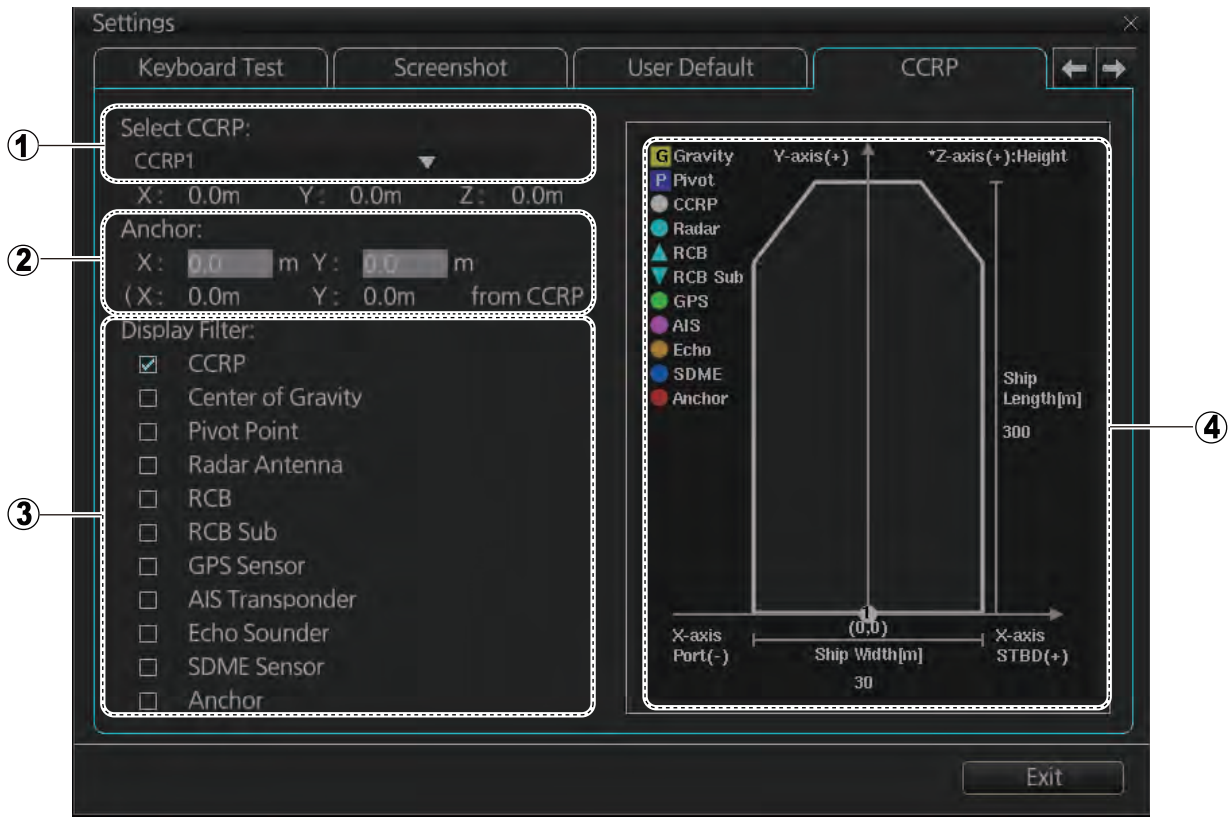 Settings
Keyboard Test
Screenshot
User Default
CCRP
1
Select CCRP:
CCRP1
X: 0.0m Y: 0.0m Z: 0.0m
2
Anchor:
X: 0.0 m Y: 0.0 m
(X: 0.0m Y: 0.0m from CCRP
3
Display Filter:
CCRP
Center of Gravity
Pivot Point
Radar Antenna
RCB
RCB Sub
GPS Sensor
AIS Transponder
Echo Sounder
SDME Sensor
Anchor
4
G Gravity
P Pivot
CCRP
Radar
RCB
RCB Sub
GPS
AIS
Echo
SDME
Anchor
Y-axis(+)
*Z-axis(+):Height
Ship
Length[m]
300
1
(0,0)
X-axis
Port(-)
Ship Width[m]
30
X-axis
STBD(+)
Exit